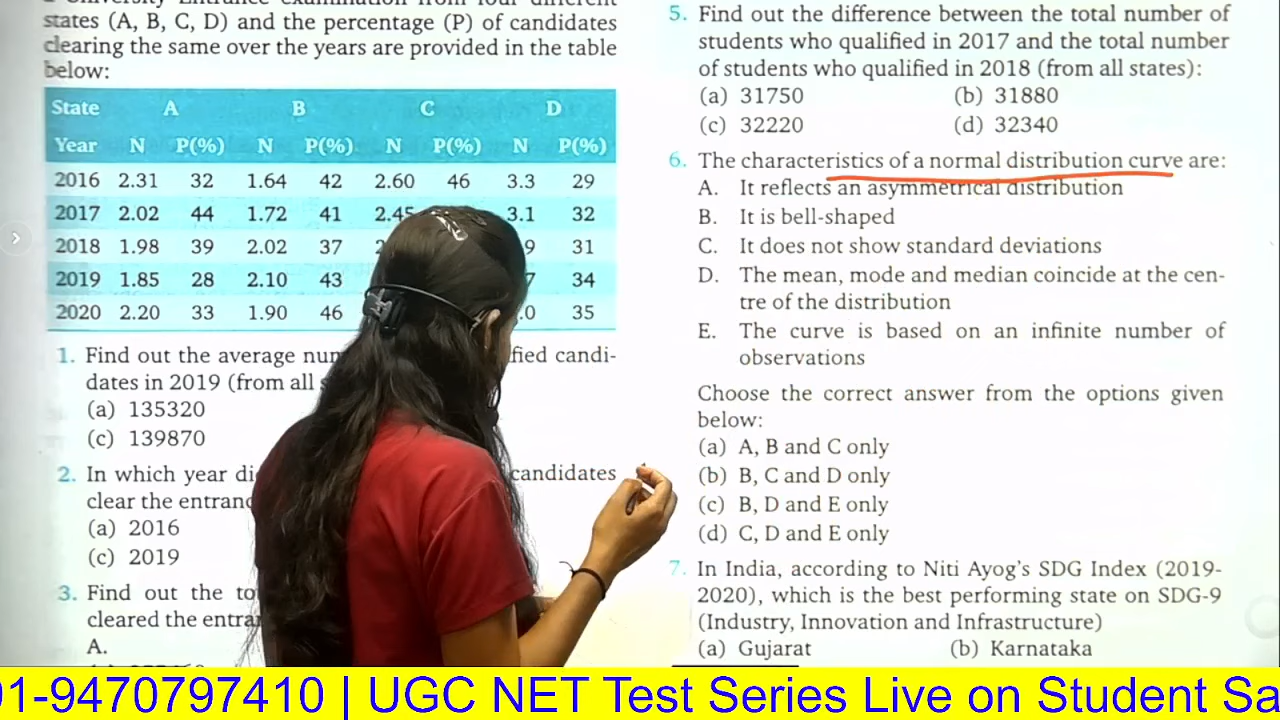 states (A, B, C, D) and the percentage (P) of candidates
clearing the same over the years are provided in the table
below:
State A B C D
Year N P(%) N P(%) N P(%) N P(%)
2016 2.31 32 1.64 42 2.60 46 3.3 29
2017 2.02 44 1.72 41 2.45 3.1 32
2018 1.98 39 2.02 37 9 31
2019 1.85 28 2.10 43 34
2020 2.20 33 1.90 46 .0 35
1. Find out the average fied candi-
dates in 2019 (from all
(a) 135320
(c) 139870
2. In which year candidates
clear the
(a) 2016
(c) 2019
3. Find out the
cleared the
A.
5. Find out the difference between the total number of
students who qualified in 2017 and the total number
of students who qualified in 2018 (from all states):
(a) 31750 (b) 31880
(c) 32220 (d) 32340
6. The characteristics of a normal distribution curve are:
A. It reflects an asymmetrical distribution
B. It is bell-shaped
C. It does not show standard deviations
D. The mean, mode and median coincide at the cen-
tre of the distribution
E. The curve is based on an infinite number of
observations
Choose the correct answer from the options given
below:
(a) A, B and C only
(b) B, C and D only
(c) B, D and E only
(d) C, D and E only
7. In India, according to Niti Ayog's SDG Index (2019-
2020), which is the best performing state on SDG-9
(Industry, Innovation and Infrastructure)
(a) Gujarat (b) Karnataka
01-9470797410 | UGC NET Test Series Live on Student Sa